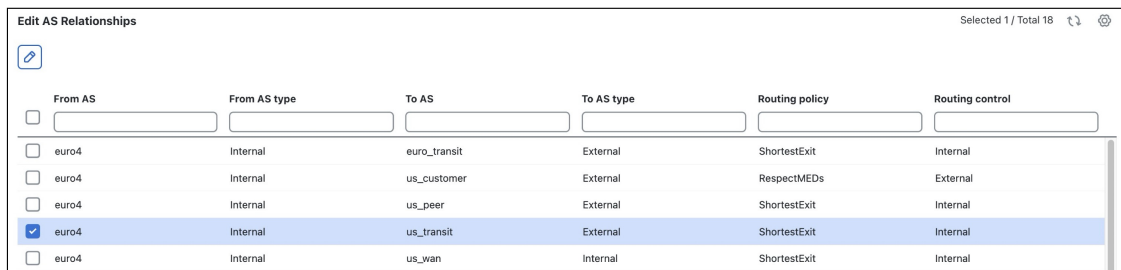 Edit AS Relationships Selected 1 / Total 18
From AS From AS type To AS To AS type Routing policy Routing control
euro4 Internal euro_transit External ShortestExit Internal
euro4 Internal us_customer External RespectMEDs External
euro4 Internal us_peer External ShortestExit Internal
euro4 Internal us_transit External ShortestExit Internal
euro4 Internal us_wan Internal ShortestExit Internal